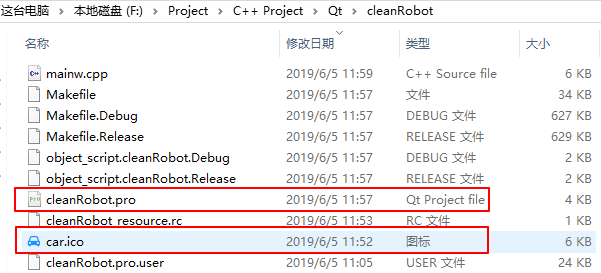 这台电脑 > 本地磁盘 (F:) > Project > C++ Project > Qt > cleanRobot
名称 修改日期 类型 大小
mainw.cpp 2019/6/5 11:59 C++ Source file 6 KB
Makefile 2019/6/5 11:57 文件 34 KB
Makefile.Debug 2019/6/5 11:57 DEBUG 文件 627 KB
Makefile.Release 2019/6/5 11:57 RELEASE 文件 629 KB
object_script.cleanRobot.Debug 2019/6/5 11:57 DEBUG 文件 2 KB
object_script.cleanRobot.Release 2019/6/5 11:57 RELEASE 文件 2 KB
cleanRobot.pro 2019/6/5 11:57 Qt Project file 4 KB
cleanRobot_resource.rc 2019/6/5 11:53 RC 文件 1 KB
car.ico 2019/6/5 11:52 图标 6 KB
cleanRobot.pro.user 2019/6/5 11:05 USER 文件 24 KB